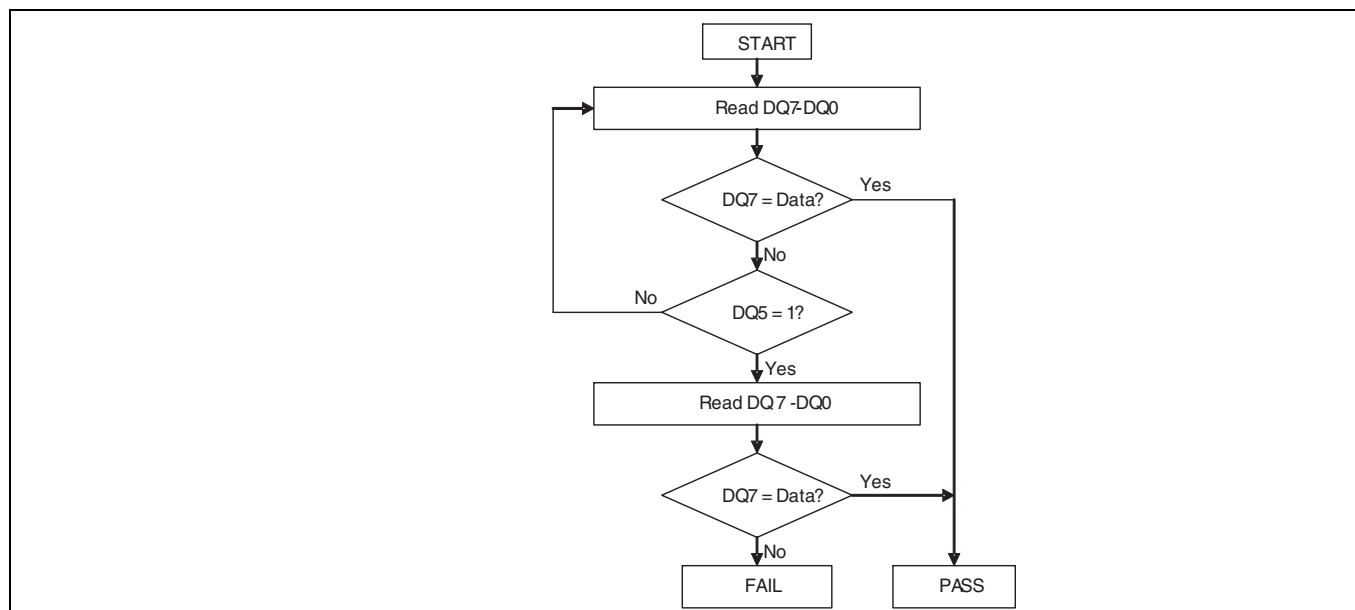 START
Read DQ7-DQ0
DQ7 = Data?
Yes
No
DQ5 = 1?
No
Yes
Read DQ 7 -DQ0
DQ7 = Data?
Yes
No
FAIL
PASS